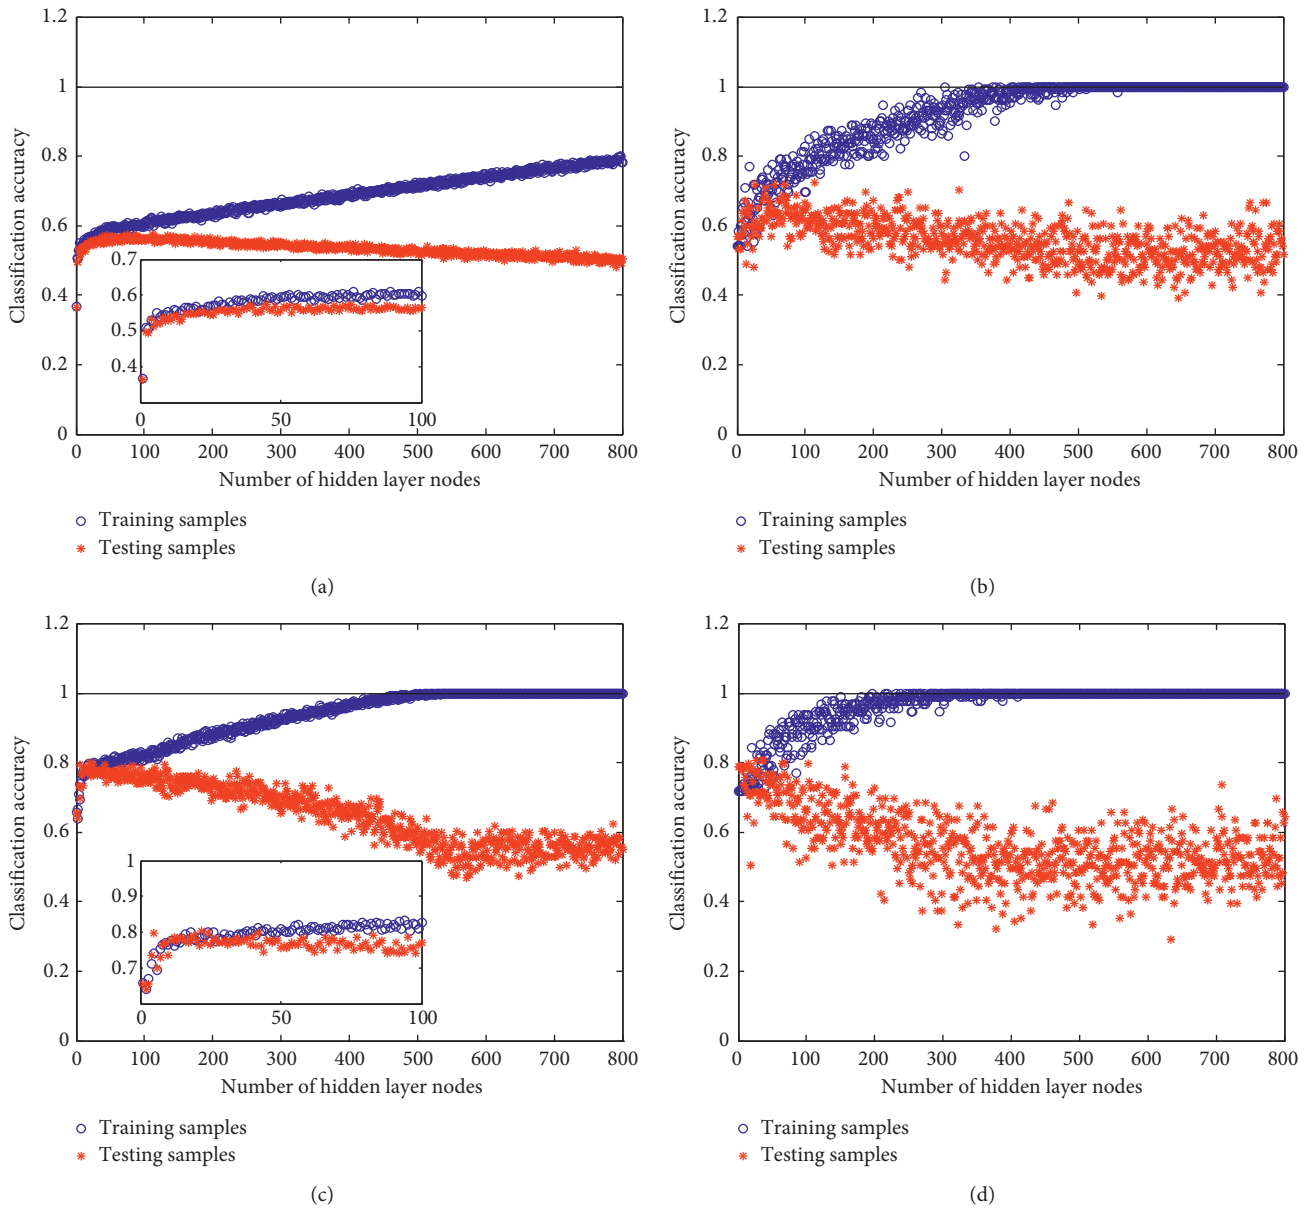 1.2
1
0.8
0.6
0.4
0.2
0
Classification accuracy
0.7
0.6
0.5
0.4
0 50 100
0 100 200 300 400 500 600 700 800
Number of hidden layer nodes
Training samples
Testing samples
(a)
1.2
1
0.8
0.6
0.4
0.2
0
Classification accuracy
0 100 200 300 400 500 600 700 800
Number of hidden layer nodes
Training samples
Testing samples
(b)
1.2
1
0.8
0.6
0.4
0.2
0
Classification accuracy
1
0.9
0.8
0.7
0 50 100
0 100 200 300 400 500 600 700 800
Number of hidden layer nodes
Training samples
Testing samples
(c)
1.2
1
0.8
0.6
0.4
0.2
0
Classification accuracy
0 100 200 300 400 500 600 700 800
Number of hidden layer nodes
Training samples
Testing samples
(d)